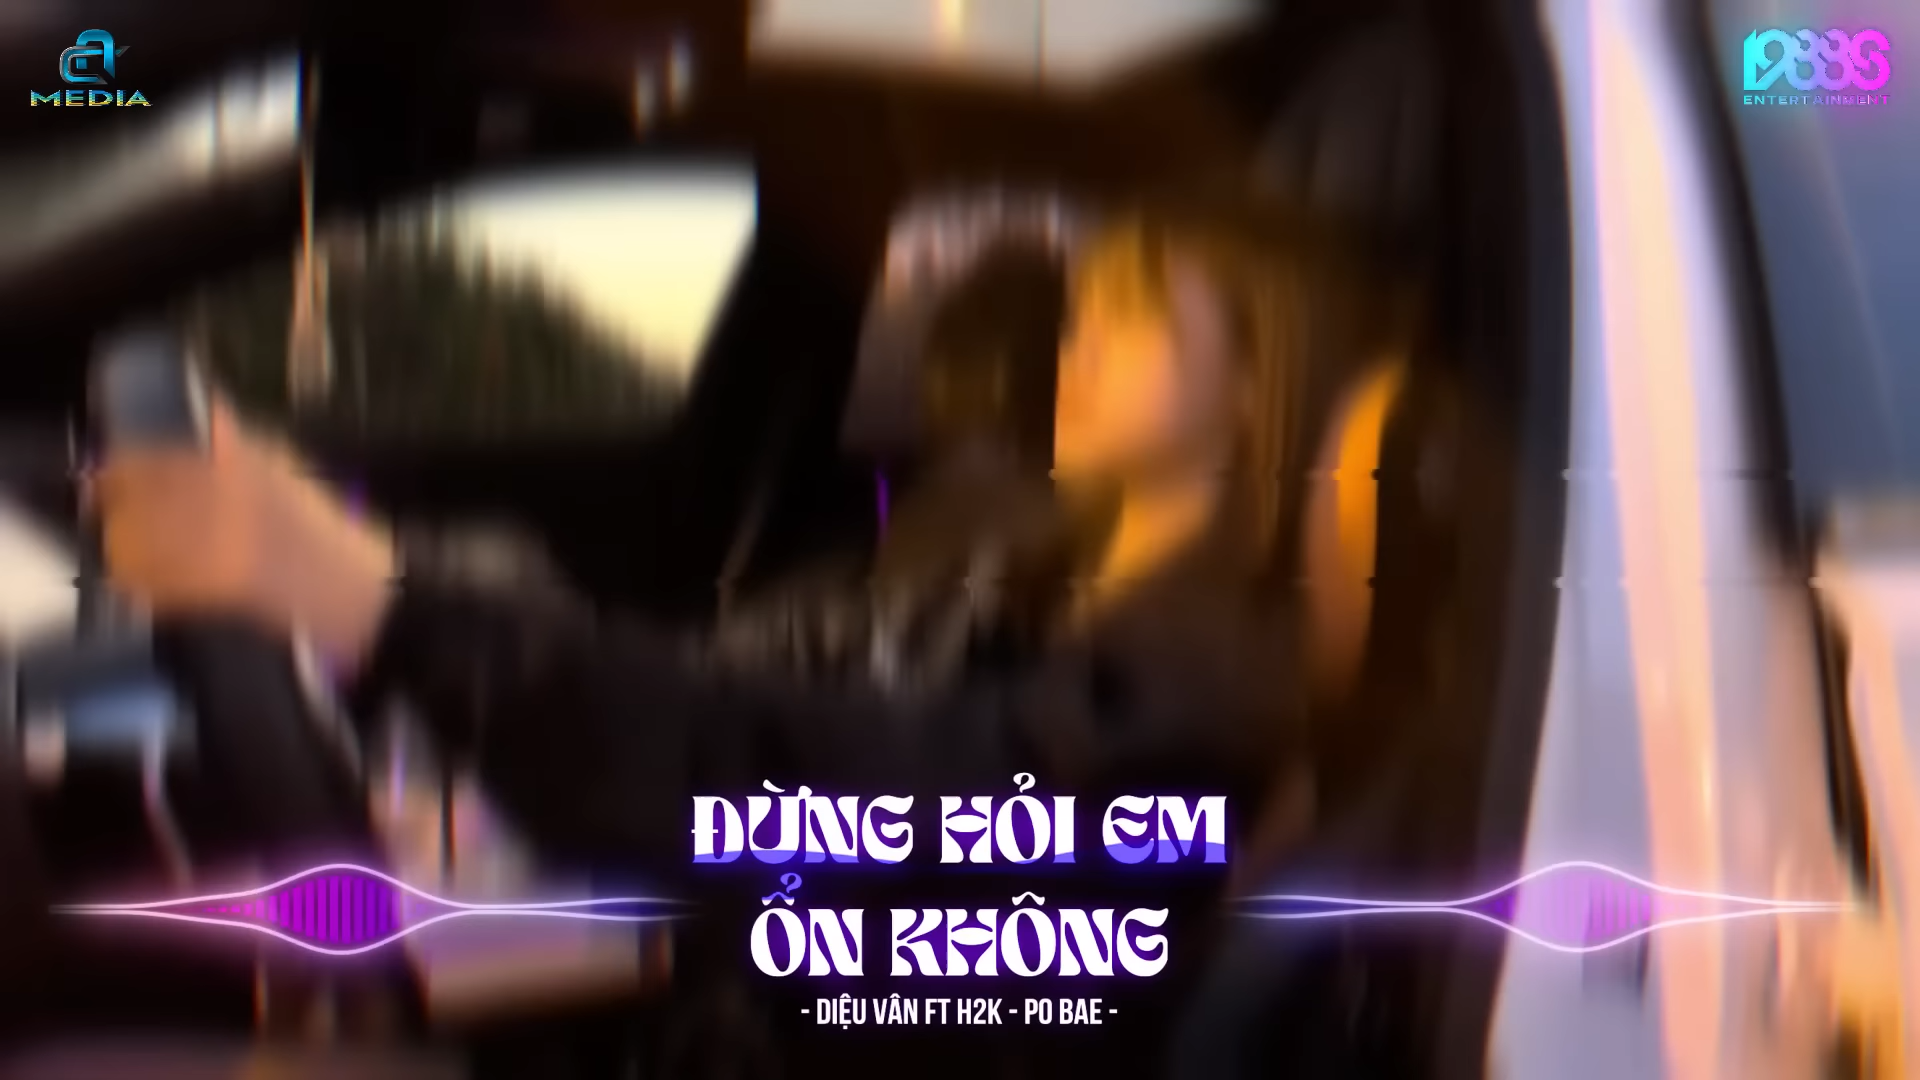 MEDIA
1988S
ENTERTAINMENT
ĐỪNG HỎI EM
ỔN KHÔNG
- DIỆU VÂN FT H2K - PO BAE -